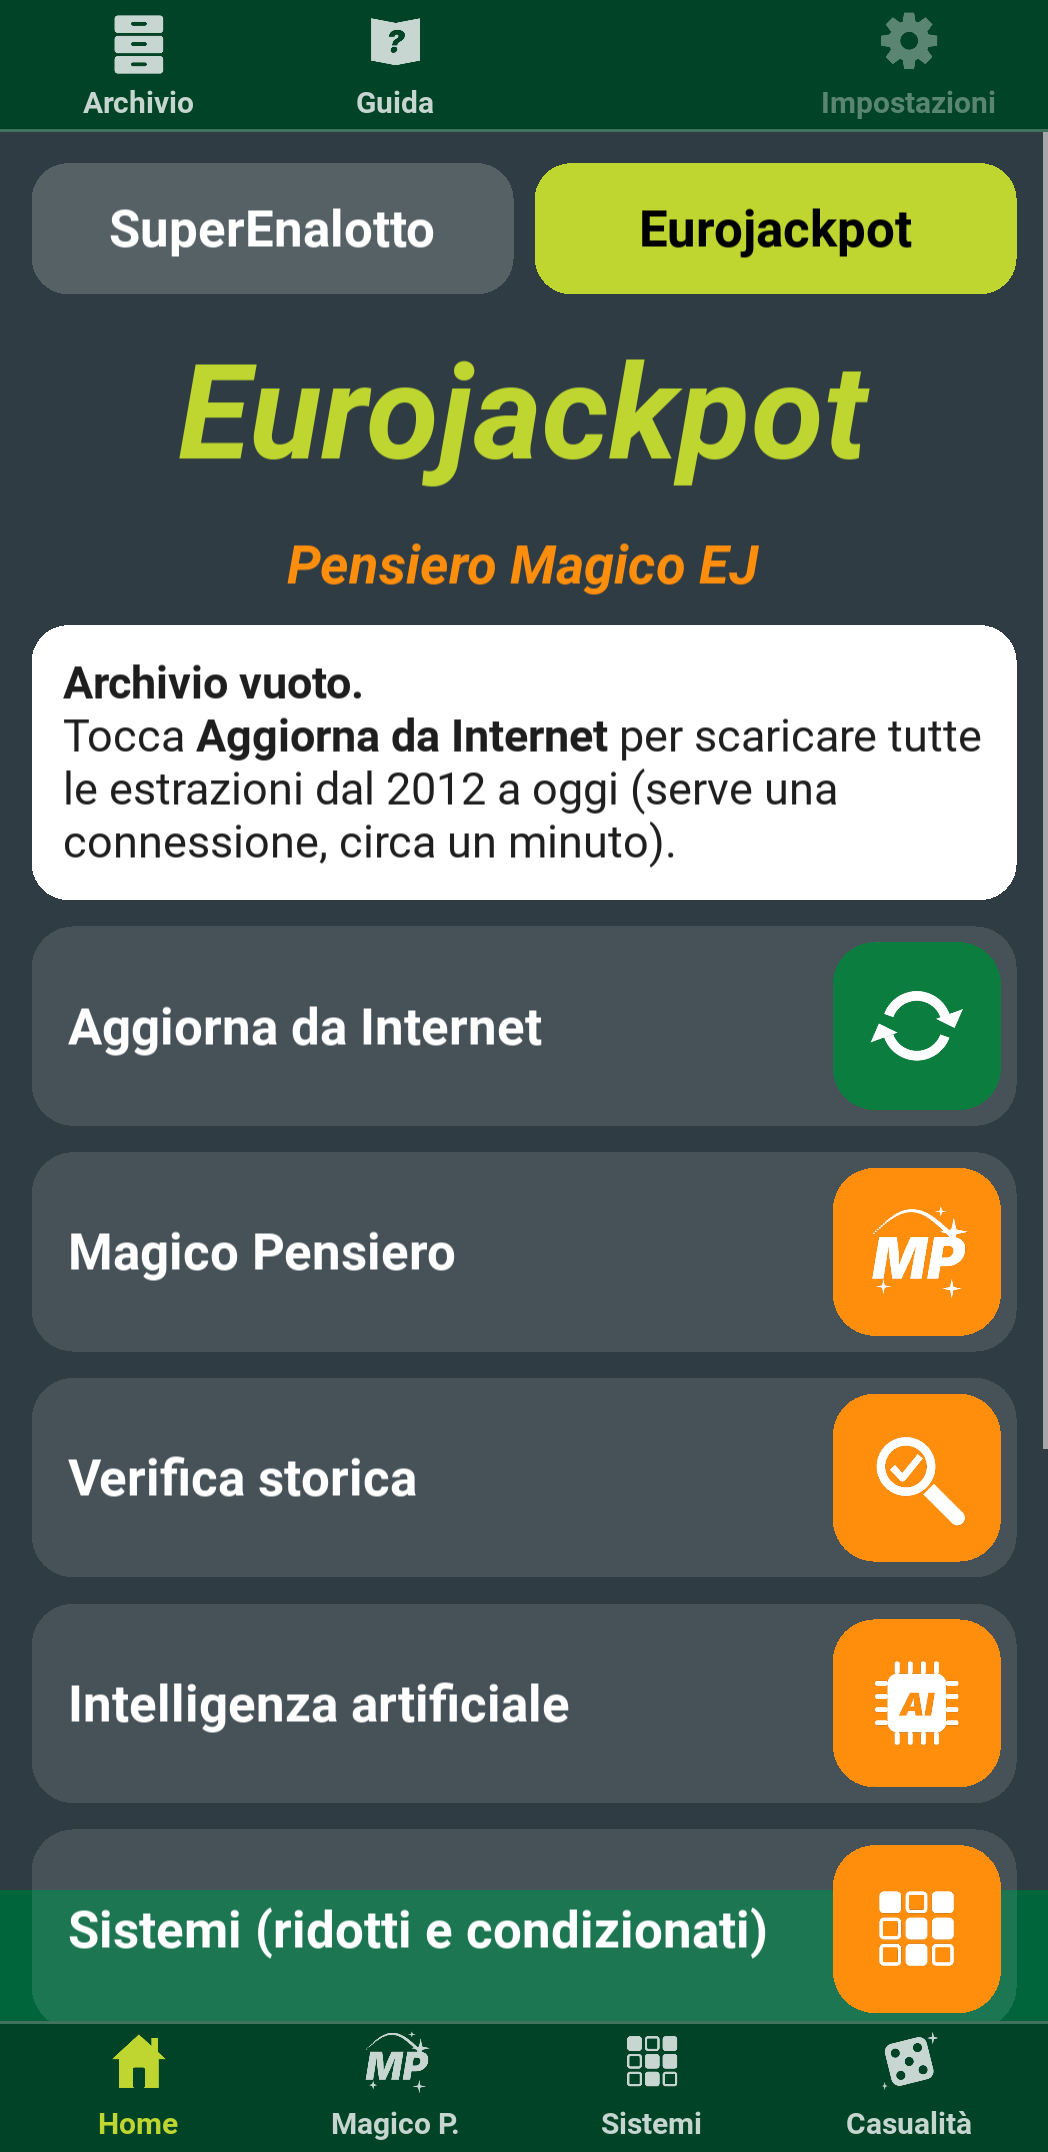 Archivio
Guida
Impostazioni
SuperEnalotto
Eurojackpot
Eurojackpot
Pensiero Magico EJ
Archivio vuoto.
Tocca Aggiorna da Internet per scaricare tutte
le estrazioni dal 2012 a oggi (serve una
connessione, circa un minuto).
Aggiorna da Internet
Magico Pensiero
MP
Verifica storica
Intelligenza artificiale
AI
Sistemi (ridotti e condizionati)
Home
MP
Magico P.
Sistemi
Casualità